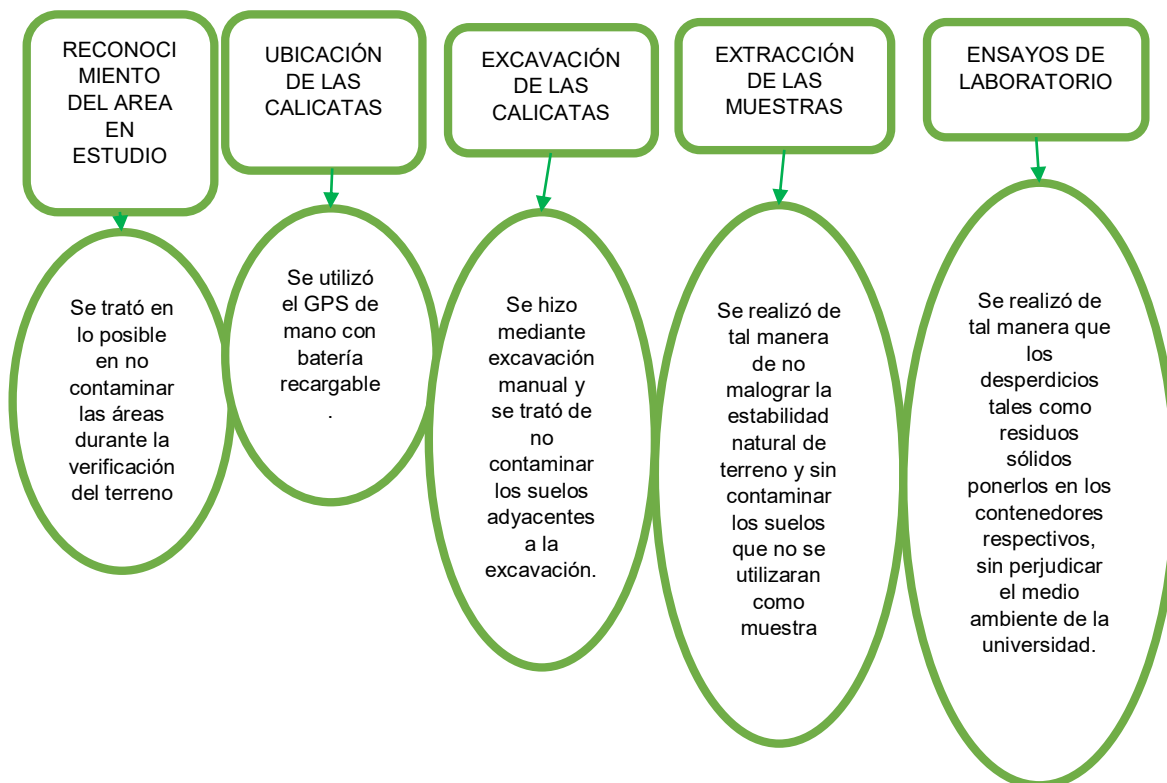 RECONOCI
MIENTO
DEL AREA
EN
ESTUDIO
UBICACIÓN
DE LAS
CALICATAS
EXCAVACIÓN
DE LAS
CALICATAS
EXTRACCIÓN
DE LAS
MUESTRAS
ENSAYOS DE
LABORATORIO
Se trató en
lo posible
en no
contaminar
las áreas
durante la
verificación
del terreno
Se utilizó
el GPS de
mano con
batería
recargable
.
Se hizo
mediante
excavación
manual y
se trató de
no
contaminar
los suelos
adyacentes
a la
excavación.
Se realizó de
tal manera
de no
malograr la
estabilidad
natural de
terreno y sin
contaminar
los suelos
que no se
utilizaran
como
muestra
Se realizó de
tal manera que
los
desperdicios
tales como
residuos
sólidos
ponerlos en los
contenedores
respectivos,
sin perjudicar
el medio
ambiente de la
universidad.